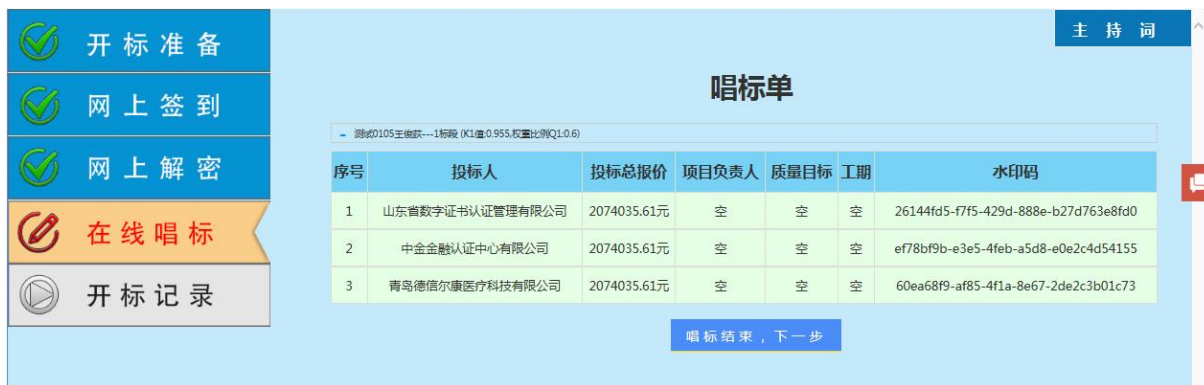 主持词
开标准备
网上签到
网上解密
在线唱标
开标记录
唱标单
测试0105王俊荻---1标段 (K1值:0.955,权重比例Q1:0.6)
序号 投标人 投标总报价 项目负责人 质量目标 工期 水印码
1 山东省数字证书认证管理有限公司 2074035.61元 空 空 空 26144fd5-f7f5-429d-888e-b27d763e8fd0
2 中金金融认证中心有限公司 2074035.61元 空 空 空 ef78bf9b-e3e5-4feb-a5d8-e0e2c4d54155
3 青岛德信尔康医疗科技有限公司 2074035.61元 空 空 空 60ea68f9-af85-4f1a-8e67-2de2c3b01c73
唱标结束，下一步